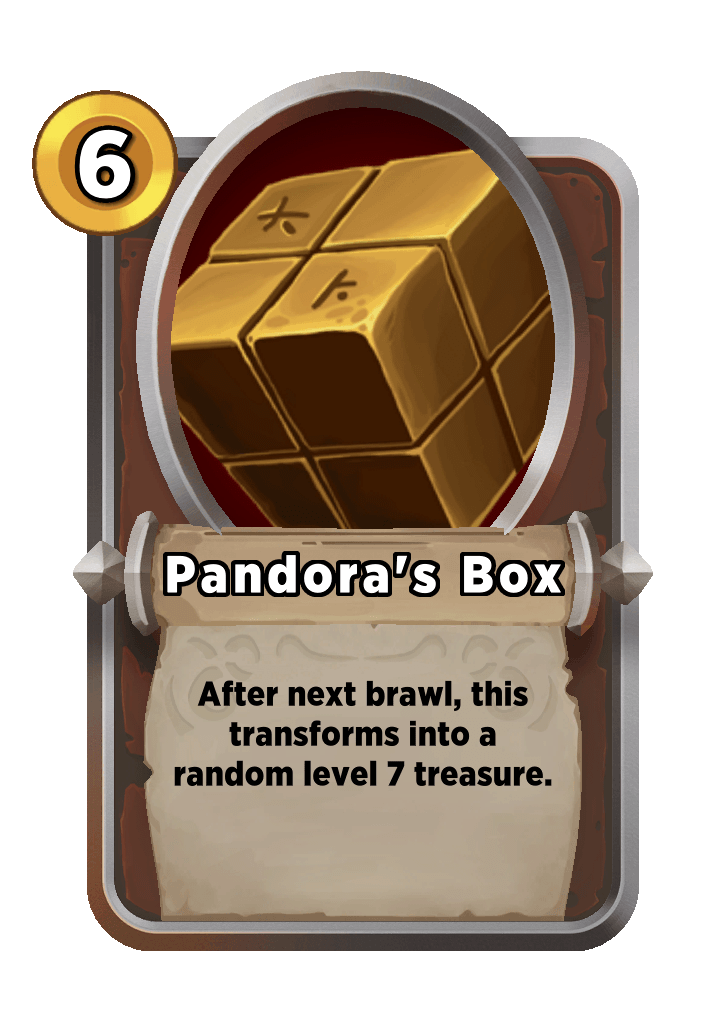 6
Pandora's Box
After next brawl, this
transforms into a
random level 7 treasure.